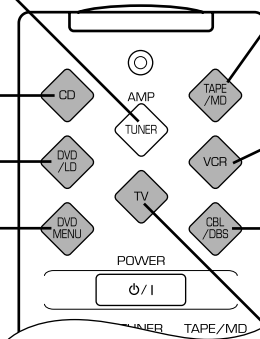 AMP
CD
TAPE
/MD
TUNER
DVD
/LD
VCR
TV
DVD
MENU
CBL
/DBS
POWER
⏻/I
TAPE/MD